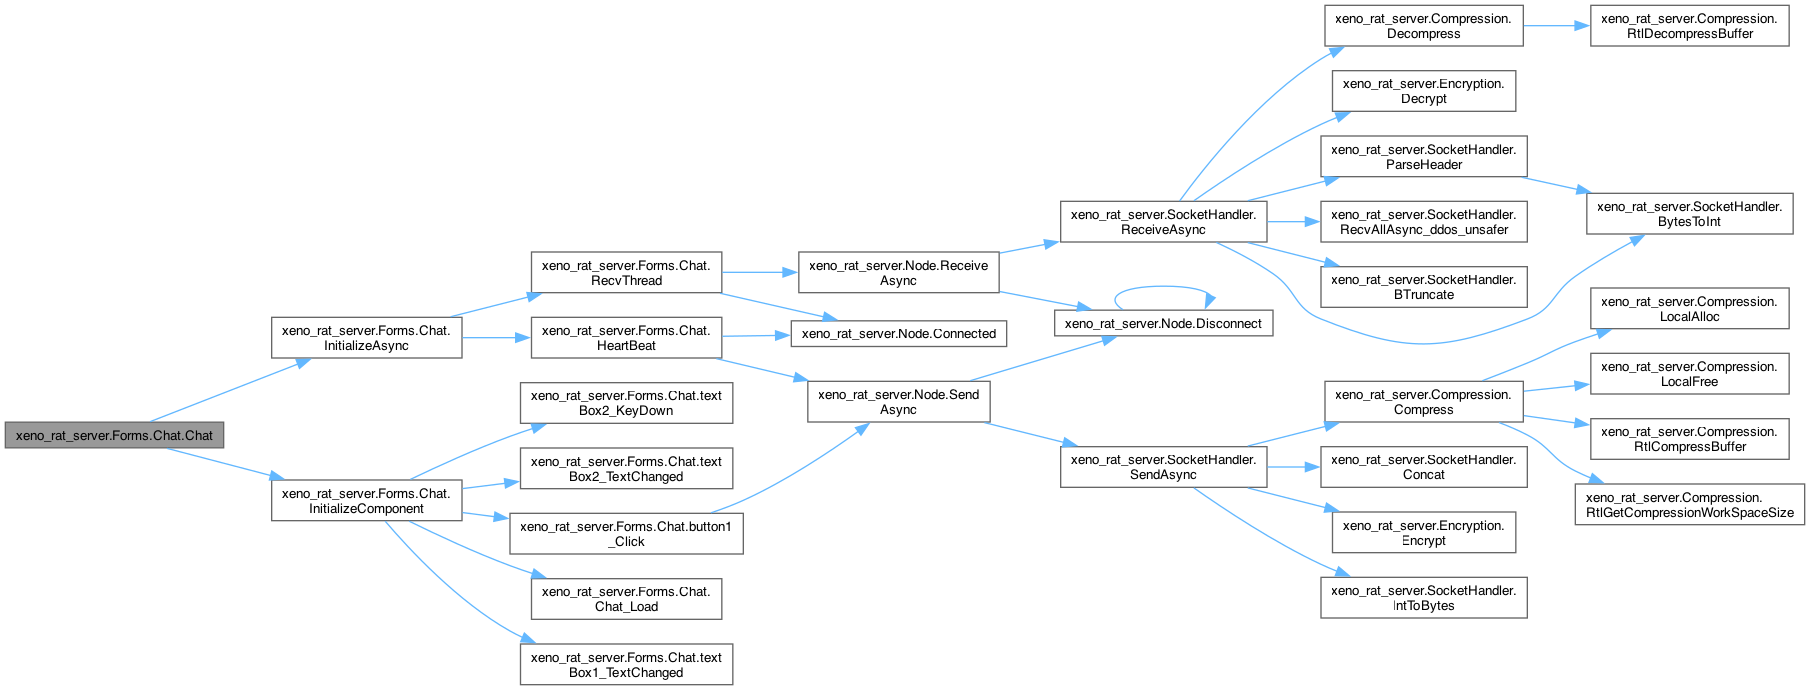 xeno_rat_server.Forms.Chat.Chat
xeno_rat_server.Forms.Chat.
InitializeAsync
xeno_rat_server.Forms.Chat.
InitializeComponent
xeno_rat_server.Forms.Chat.
RecvThread
xeno_rat_server.Forms.Chat.
HeartBeat
xeno_rat_server.Forms.Chat.text
Box2_KeyDown
xeno_rat_server.Forms.Chat.text
Box2_TextChanged
xeno_rat_server.Forms.Chat.button1
_Click
xeno_rat_server.Forms.Chat.
Chat_Load
xeno_rat_server.Forms.Chat.text
Box1_TextChanged
xeno_rat_server.Node.Receive
Async
xeno_rat_server.Node.Connected
xeno_rat_server.Node.Send
Async
xeno_rat_server.SocketHandler.
ReceiveAsync
xeno_rat_server.Node.Disconnect
xeno_rat_server.SocketHandler.
SendAsync
xeno_rat_server.Compression.
Decompress
xeno_rat_server.Encryption.
Decrypt
xeno_rat_server.SocketHandler.
ParseHeader
xeno_rat_server.SocketHandler.
RecvAllAsync_ddos_unsafer
xeno_rat_server.SocketHandler.
BTruncate
xeno_rat_server.Compression.
Compress
xeno_rat_server.SocketHandler.
Concat
xeno_rat_server.Encryption.
Encrypt
xeno_rat_server.SocketHandler.
IntToBytes
xeno_rat_server.Compression.
RtlDecompressBuffer
xeno_rat_server.SocketHandler.
BytesToInt
xeno_rat_server.Compression.
LocalAlloc
xeno_rat_server.Compression.
LocalFree
xeno_rat_server.Compression.
RtlCompressBuffer
xeno_rat_server.Compression.
RtlGetCompressionWorkSpaceSize